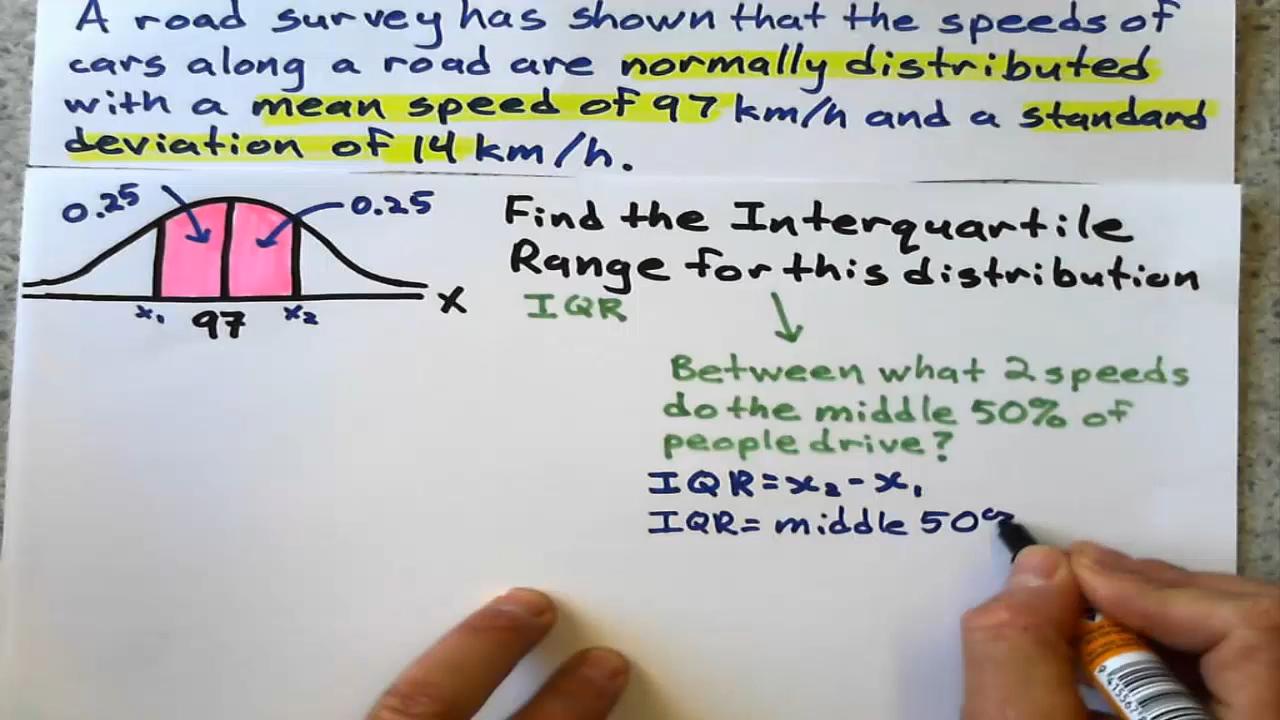 A road survey has shown that the speeds of
cars along a road are normally distributed
with a mean speed of 97 km/h and a standard
deviation of 14 km/h.
0.25
0.25
x₁ 97 x₂ X
Find the Interquartile
Range for this distribution
IQR
Between what 2 speeds
do the middle 50% of
people drive?
IQR = x₂ - x₁
IQR = middle 50%